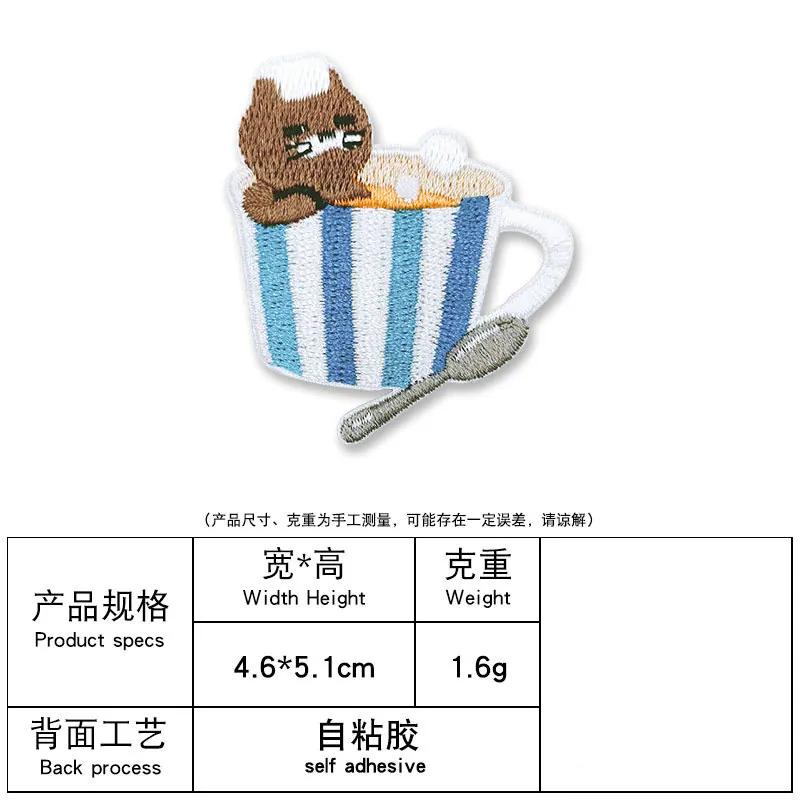 （产品尺寸、克重为手工测量，可能存在一定误差，请谅解）
产品规格
Product specs
宽*高
Width Height
克重
Weight
4.6*5.1cm
1.6g
背面工艺
Back process
自粘胶
self adhesive